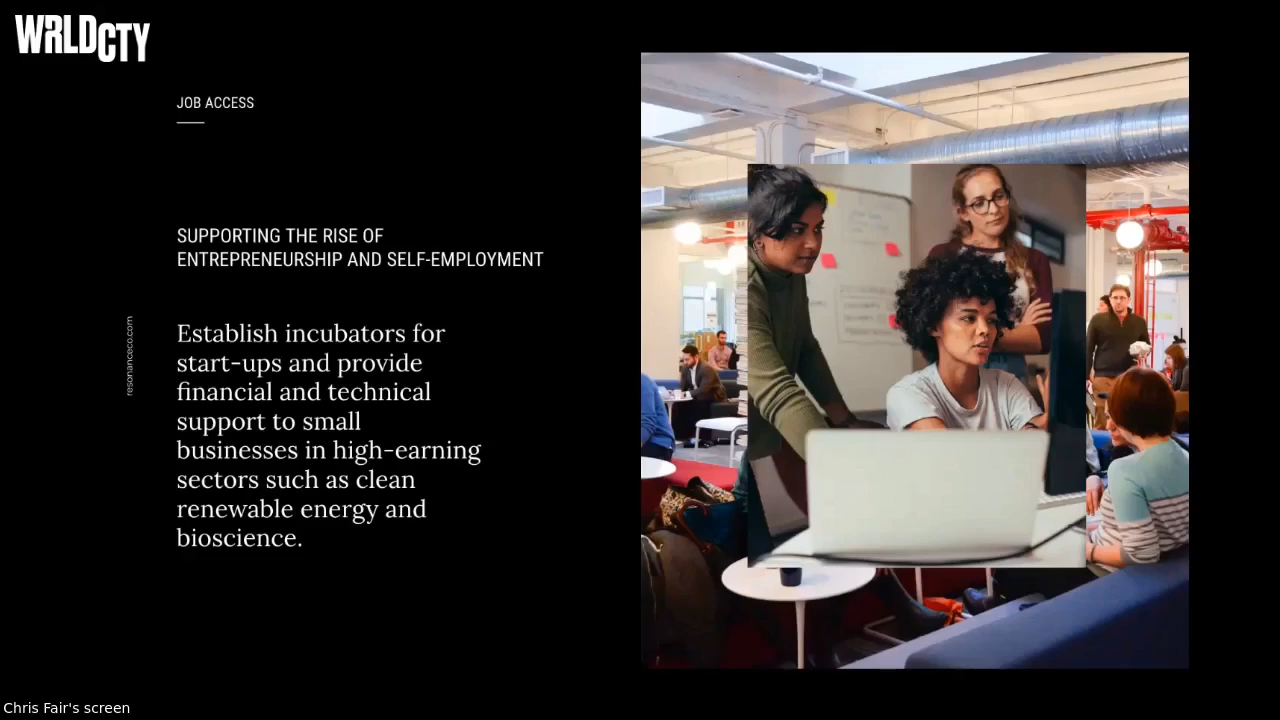 WRLDCTY
JOB ACCESS
SUPPORTING THE RISE OF
ENTREPRENEURSHIP AND SELF-EMPLOYMENT
resonanceco.com
Establish incubators for
start-ups and provide
financial and technical
support to small
businesses in high-earning
sectors such as clean
renewable energy and
bioscience.
Chris Fair's screen